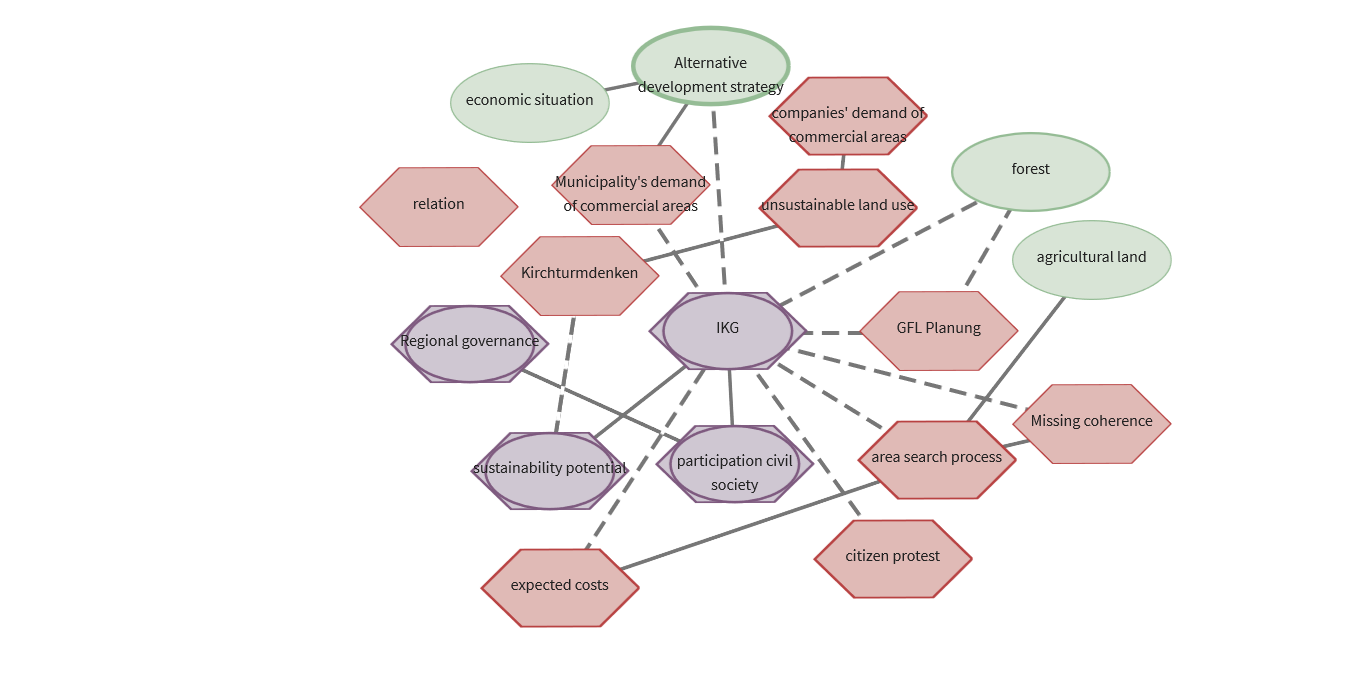 Alternative
development strategy
economic situation
companies' demand of
commercial areas
forest
Municipality's demand
of commercial areas
relation
unsustainable land use
agricultural land
Kirchturmdenken
IKG
GFL Planung
Regional governance
Missing coherence
area search process
participation civil
society
sustainability potential
citizen protest
expected costs